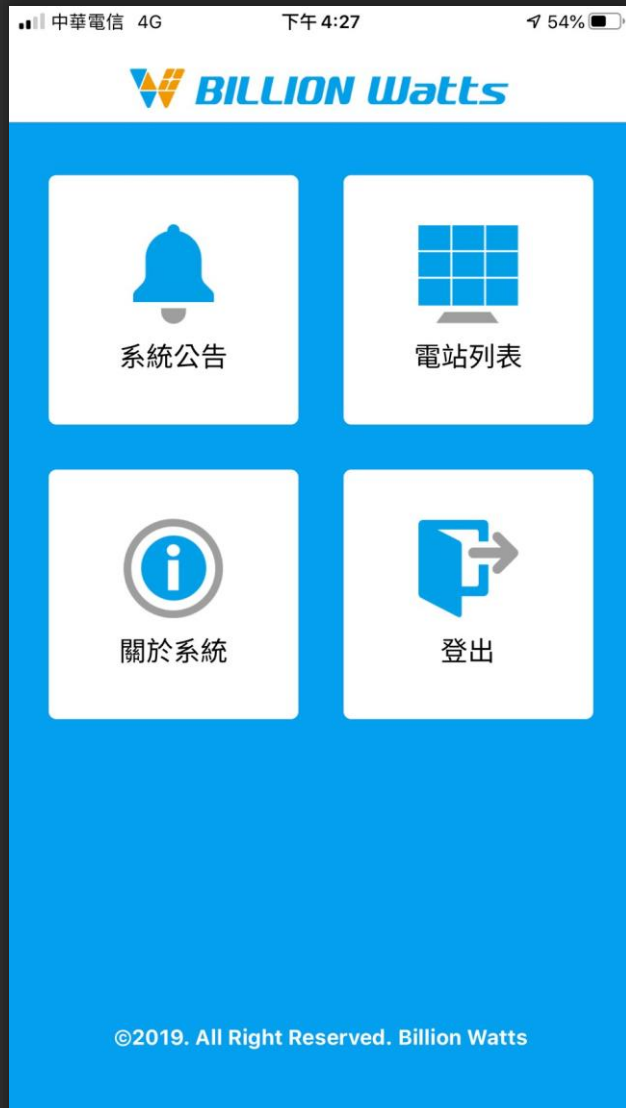 中華電信 4G 下午 4:27 54%
BILLION Watts
系統公告 電站列表
關於系統 登出
©2019. All Right Reserved. Billion Watts